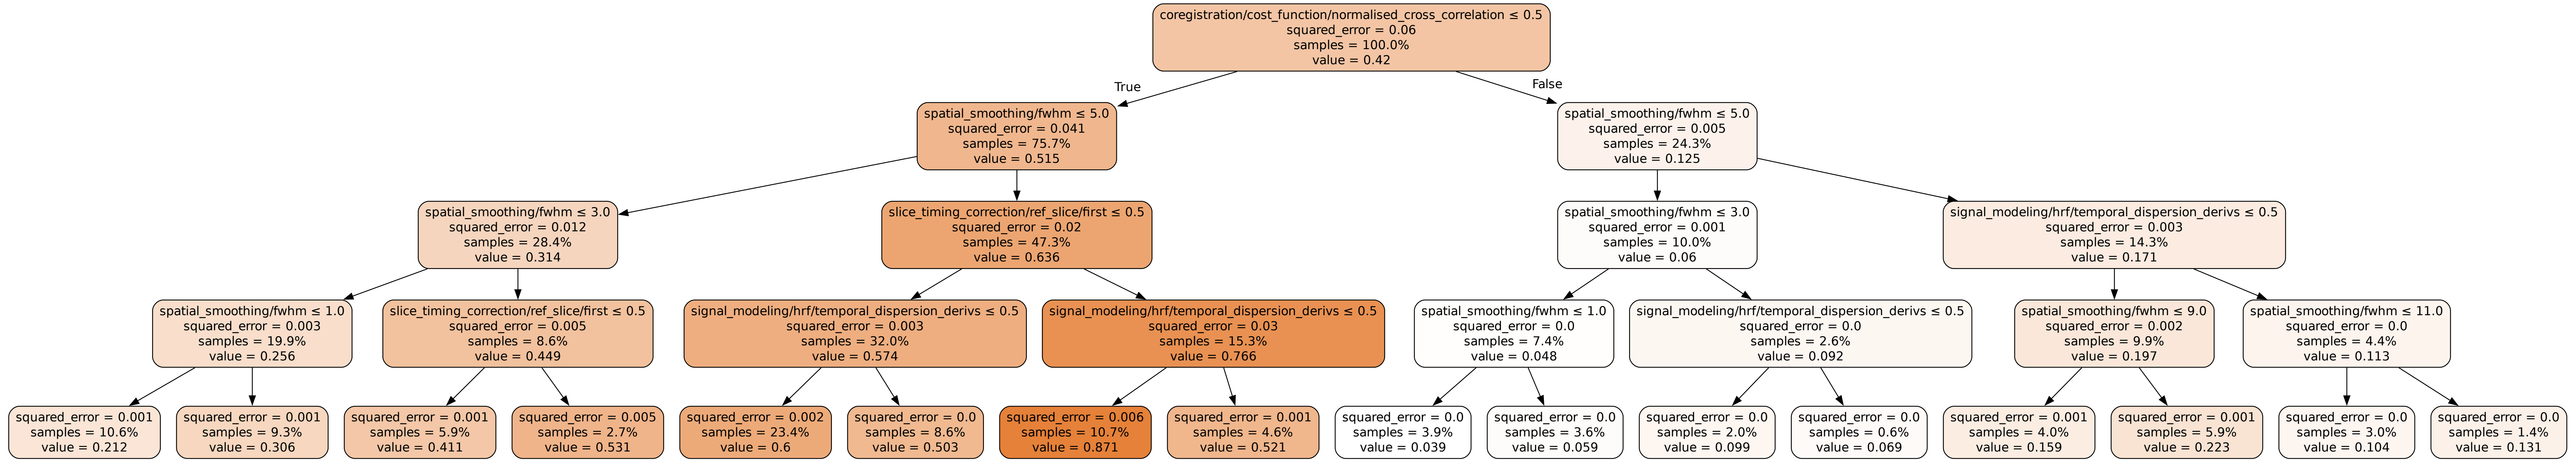 coregistration/cost_function/normalised_cross_correlation ≤ 0.5
squared_error = 0.06
samples = 100.0%
value = 0.42
True
False
spatial_smoothing/fwhm ≤ 5.0
squared_error = 0.041
samples = 75.7%
value = 0.515
spatial_smoothing/fwhm ≤ 5.0
squared_error = 0.005
samples = 24.3%
value = 0.125
spatial_smoothing/fwhm ≤ 3.0
squared_error = 0.012
samples = 28.4%
value = 0.314
slice_timing_correction/ref_slice/first ≤ 0.5
squared_error = 0.02
samples = 47.3%
value = 0.636
spatial_smoothing/fwhm ≤ 3.0
squared_error = 0.001
samples = 10.0%
value = 0.06
signal_modeling/hrf/temporal_dispersion_derivs ≤ 0.5
squared_error = 0.003
samples = 14.3%
value = 0.171
spatial_smoothing/fwhm ≤ 1.0
squared_error = 0.003
samples = 19.9%
value = 0.256
slice_timing_correction/ref_slice/first ≤ 0.5
squared_error = 0.005
samples = 8.6%
value = 0.449
signal_modeling/hrf/temporal_dispersion_derivs ≤ 0.5
squared_error = 0.003
samples = 32.0%
value = 0.574
signal_modeling/hrf/temporal_dispersion_derivs ≤ 0.5
squared_error = 0.03
samples = 15.3%
value = 0.766
spatial_smoothing/fwhm ≤ 1.0
squared_error = 0.0
samples = 7.4%
value = 0.048
signal_modeling/hrf/temporal_dispersion_derivs ≤ 0.5
squared_error = 0.0
samples = 2.6%
value = 0.092
spatial_smoothing/fwhm ≤ 9.0
squared_error = 0.002
samples = 9.9%
value = 0.197
spatial_smoothing/fwhm ≤ 11.0
squared_error = 0.0
samples = 4.4%
value = 0.113
squared_error = 0.001
samples = 10.6%
value = 0.212
squared_error = 0.001
samples = 9.3%
value = 0.306
squared_error = 0.001
samples = 5.9%
value = 0.411
squared_error = 0.005
samples = 2.7%
value = 0.531
squared_error = 0.002
samples = 23.4%
value = 0.6
squared_error = 0.0
samples = 8.6%
value = 0.503
squared_error = 0.006
samples = 10.7%
value = 0.871
squared_error = 0.001
samples = 4.6%
value = 0.521
squared_error = 0.0
samples = 3.9%
value = 0.039
squared_error = 0.0
samples = 3.6%
value = 0.059
squared_error = 0.0
samples = 2.0%
value = 0.099
squared_error = 0.0
samples = 0.6%
value = 0.069
squared_error = 0.001
samples = 4.0%
value = 0.159
squared_error = 0.001
samples = 5.9%
value = 0.223
squared_error = 0.0
samples = 3.0%
value = 0.104
squared_error = 0.0
samples = 1.4%
value = 0.131